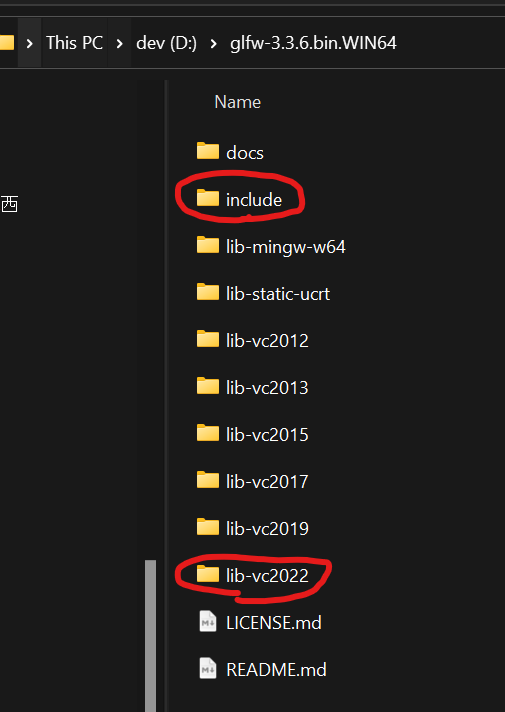 This PC > dev (D:) > glfw-3.3.6.bin.WIN64
Name
docs
西
include
lib-mingw-w64
lib-static-ucrt
lib-vc2012
lib-vc2013
lib-vc2015
lib-vc2017
lib-vc2019
lib-vc2022
LICENSE.md
README.md